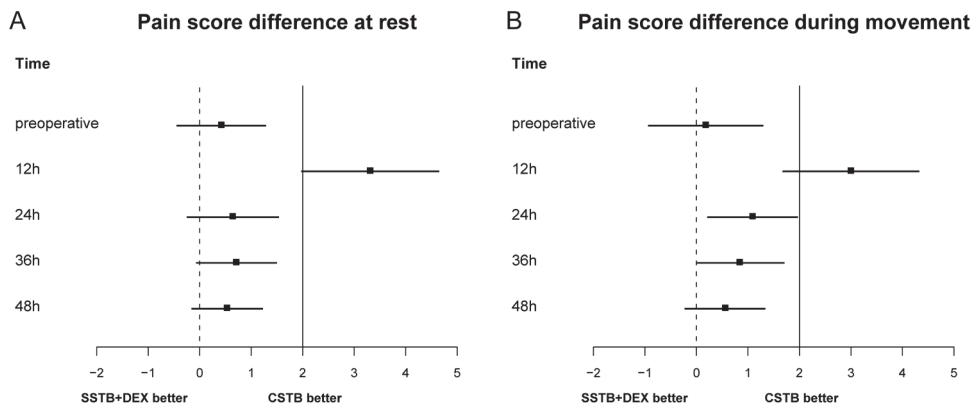 A
Pain score difference at rest
Time
preoperative
12h
24h
36h
48h
−2 −1 0 1 2 3 4 5
SSTB+DEX better CSTB better
B
Pain score difference during movement
Time
preoperative
12h
24h
36h
48h
−2 −1 0 1 2 3 4 5
SSTB+DEX better CSTB better